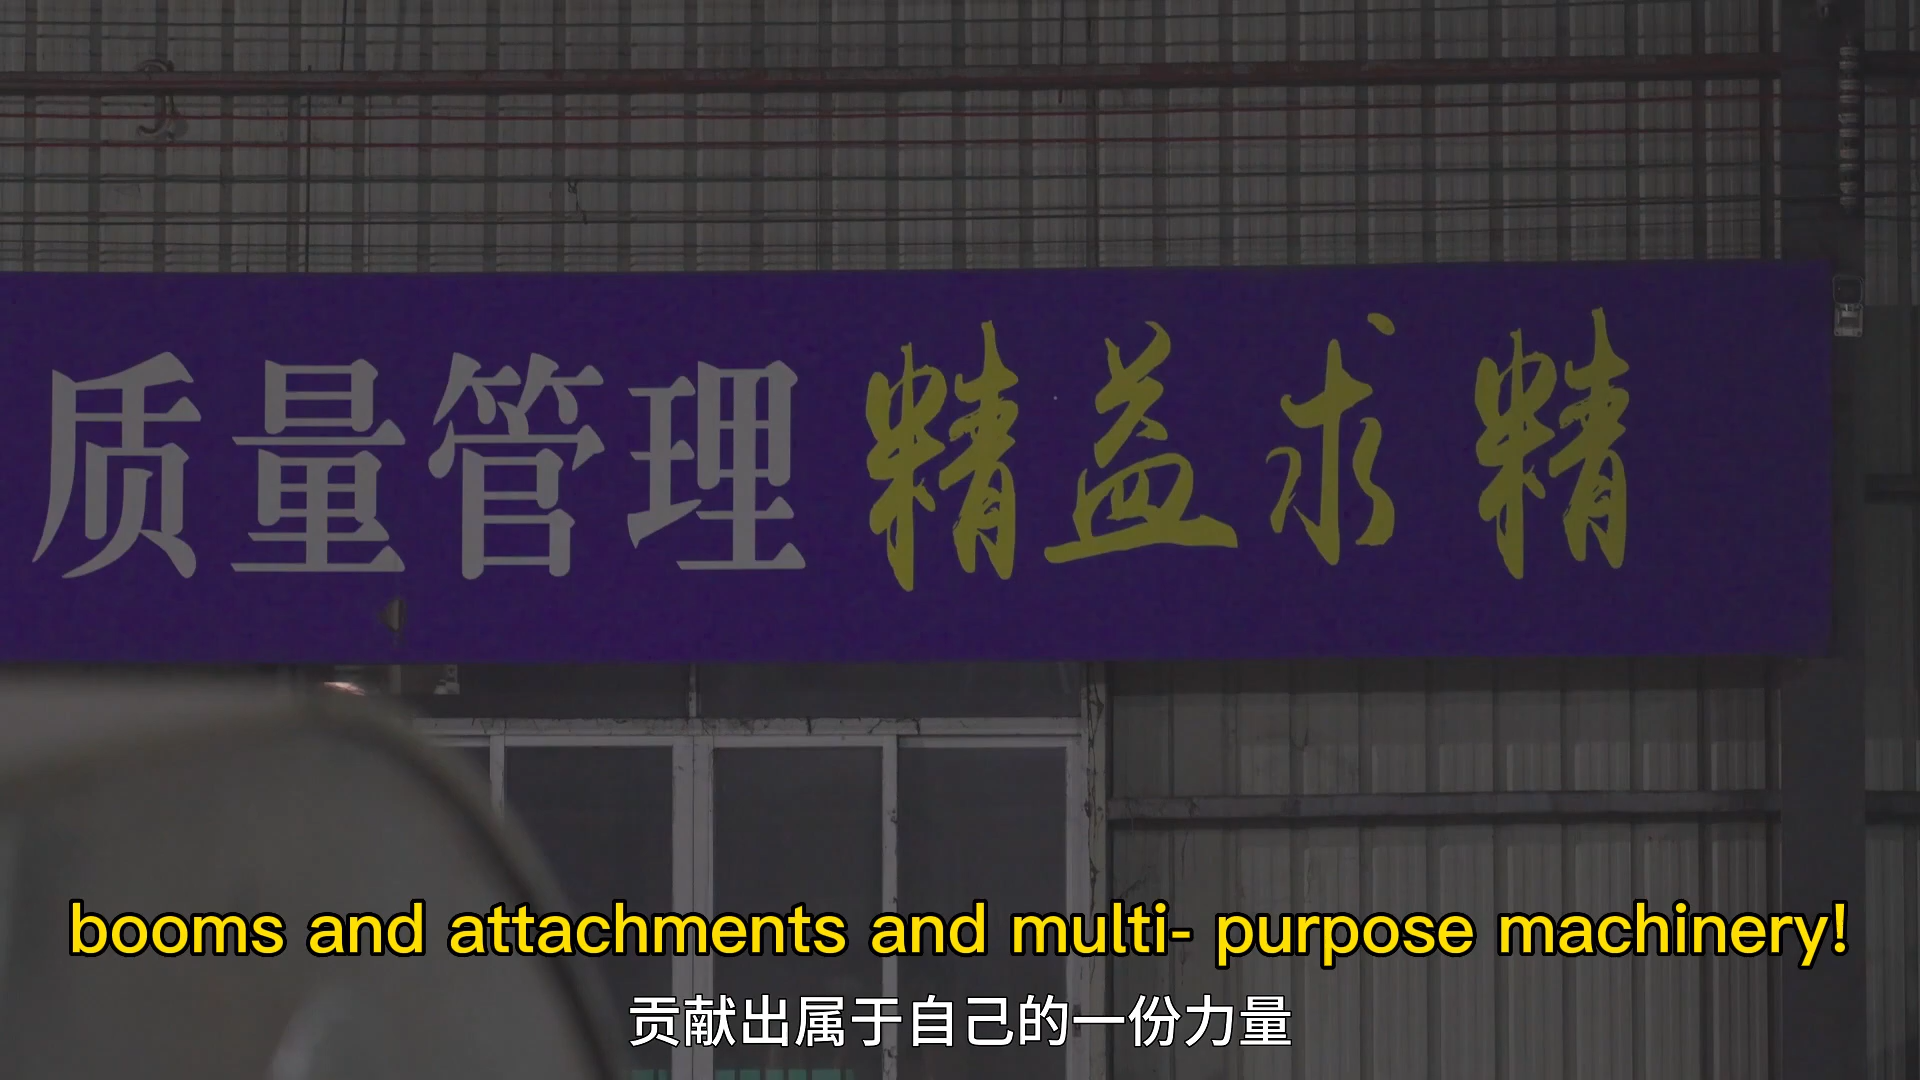 质量管理 精益求精
booms and attachments and multi- purpose machinery!
贡献出属于自己的一份力量